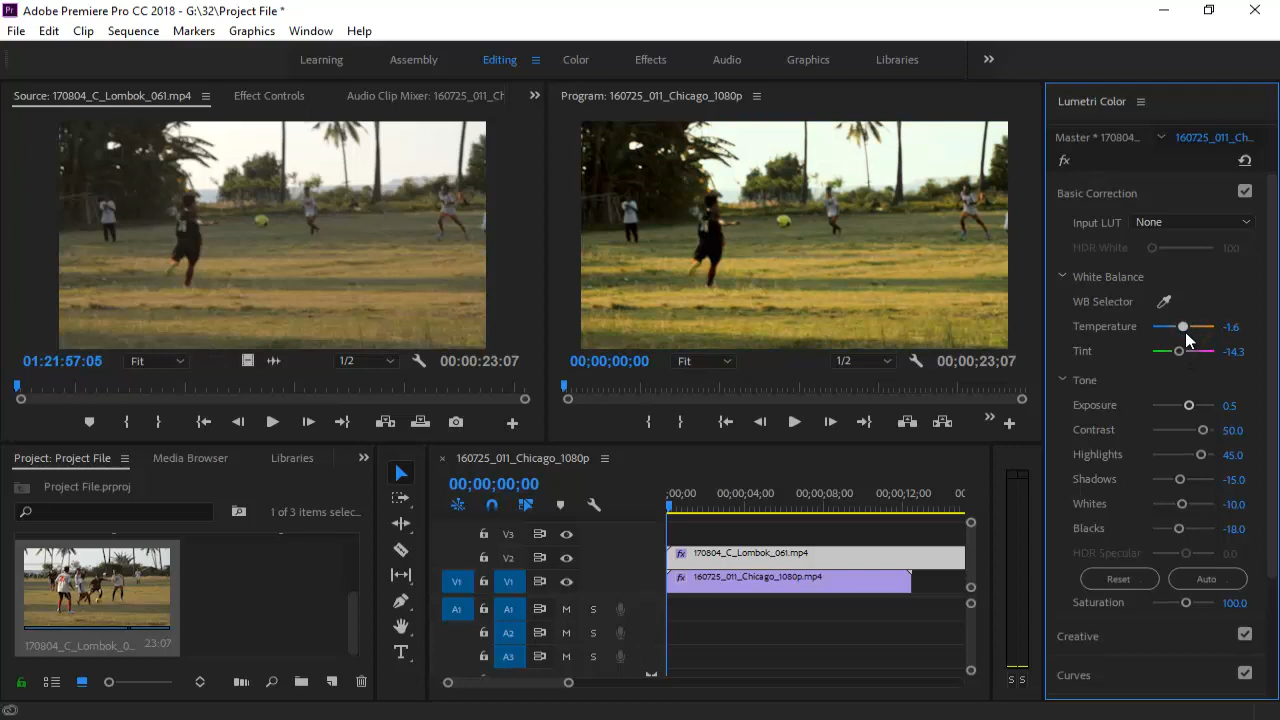 Pr Adobe Premiere Pro CC 2018 - G:\32\Project File *
File Edit Clip Sequence Markers Graphics Window Help
Learning Assembly Editing Color Effects Audio Graphics Libraries
Source: 170804_C_Lombok_061.mp4 Effect Controls Audio Clip Mixer: 160725_011_Cł
Program: 160725_011_Chicago_1080p
Lumetri Color
Master * 170804... 160725_011_Ch...
fx
Basic Correction
Input LUT None
HDR White 100
White Balance
WB Selector
Temperature -1.6
Tint -14.3
01:21:57:05 Fit 1/2 00:00:23:07
00;00;00;00 Fit 1/2 00;00;23;07
Tone
Exposure 0.5
Contrast 50.0
Highlights 45.0
Shadows -15.0
Whites -10.0
Blacks -18.0
HDR Specular 0.0
Reset Auto
Saturation 100.0
Creative
Curves
Project: Project File Media Browser Libraries
Project File.prproj
1 of 3 items selec...
170804_C_Lombok_0... 23:07
160725_011_Chicago_1080p
00;00;00;00
;00;00 00;00;04;00 00;00;08;00 00;00;12;00 00
V3
V2 fx 170804_C_Lombok_061.mp4
V1 V1 fx 160725_011_Chicago_1080p.mp4
A1 A1 M S
A2 M S
A3 M S
S S